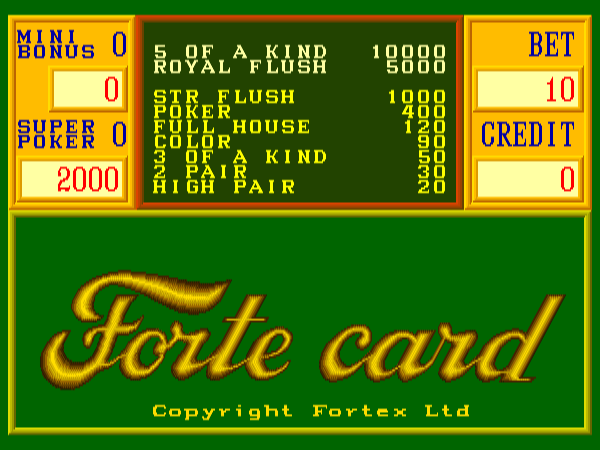 MINI BONUS 0
0
SUPER POKER 0
2000
5 OF A KIND 10000
ROYAL FLUSH 5000
STR FLUSH 1000
POKER 400
FULL HOUSE 120
COLOR 90
3 OF A KIND 50
2 PAIR 30
HIGH PAIR 20
BET
10
CREDIT
0
Forte card
Copyright Fortex Ltd